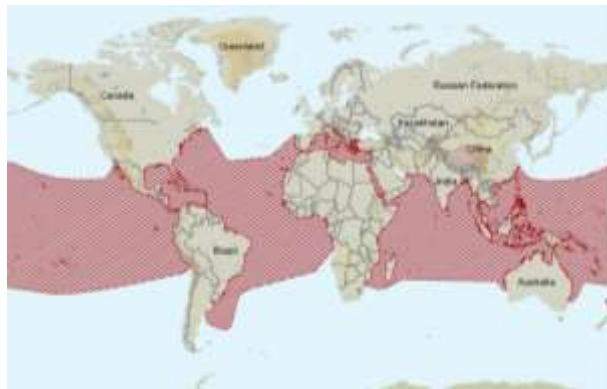 Greenland
Russian Federation
Canada
Kazakhstan
China
India
Brazil
Australia